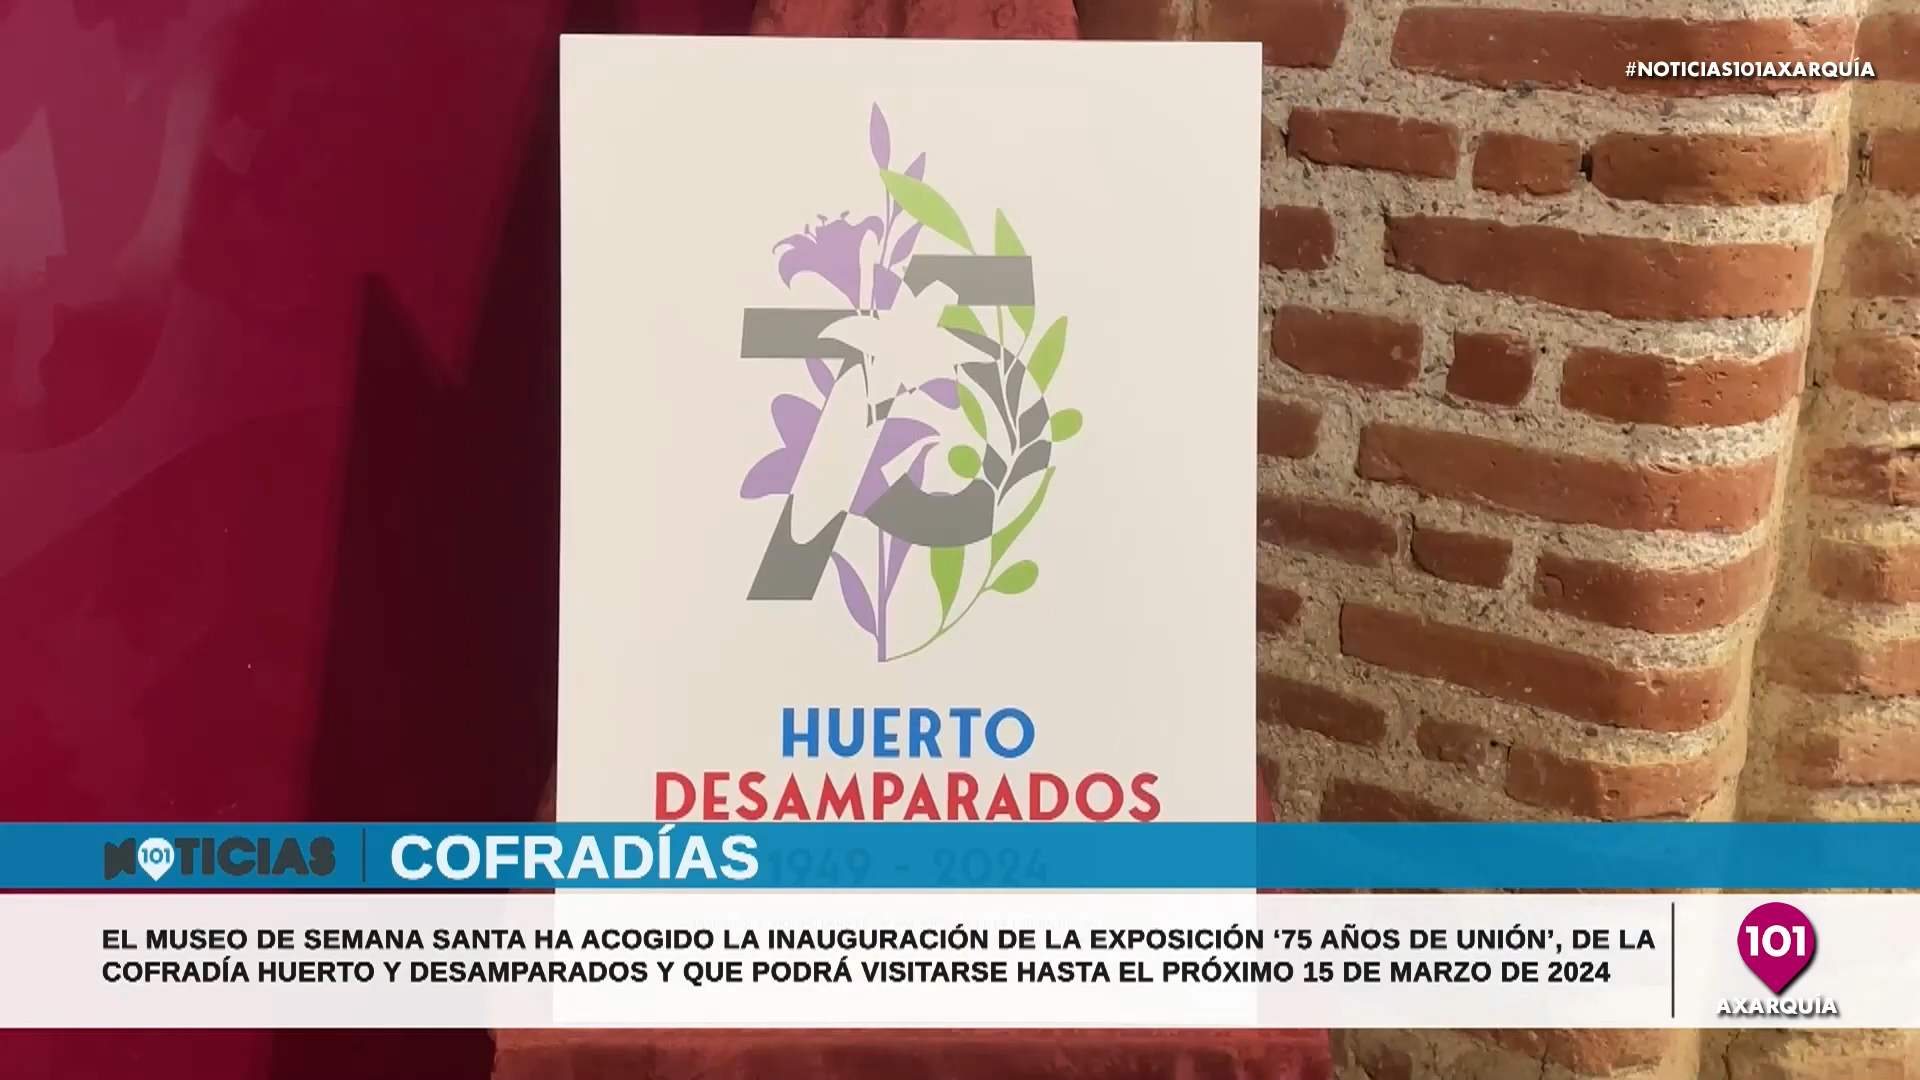 #NOTICIAS101AXARQUÍA
75
HUERTO
DESAMPARADOS
1949 - 2024
NOTICIAS 101
COFRADÍAS
EL MUSEO DE SEMANA SANTA HA ACOGIDO LA INAUGURACIÓN DE LA EXPOSICIÓN ‘75 AÑOS DE UNIÓN’, DE LA
COFRADÍA HUERTO Y DESAMPARADOS Y QUE PODRÁ VISITARSE HASTA EL PRÓXIMO 15 DE MARZO DE 2024
101
AXARQUÍA